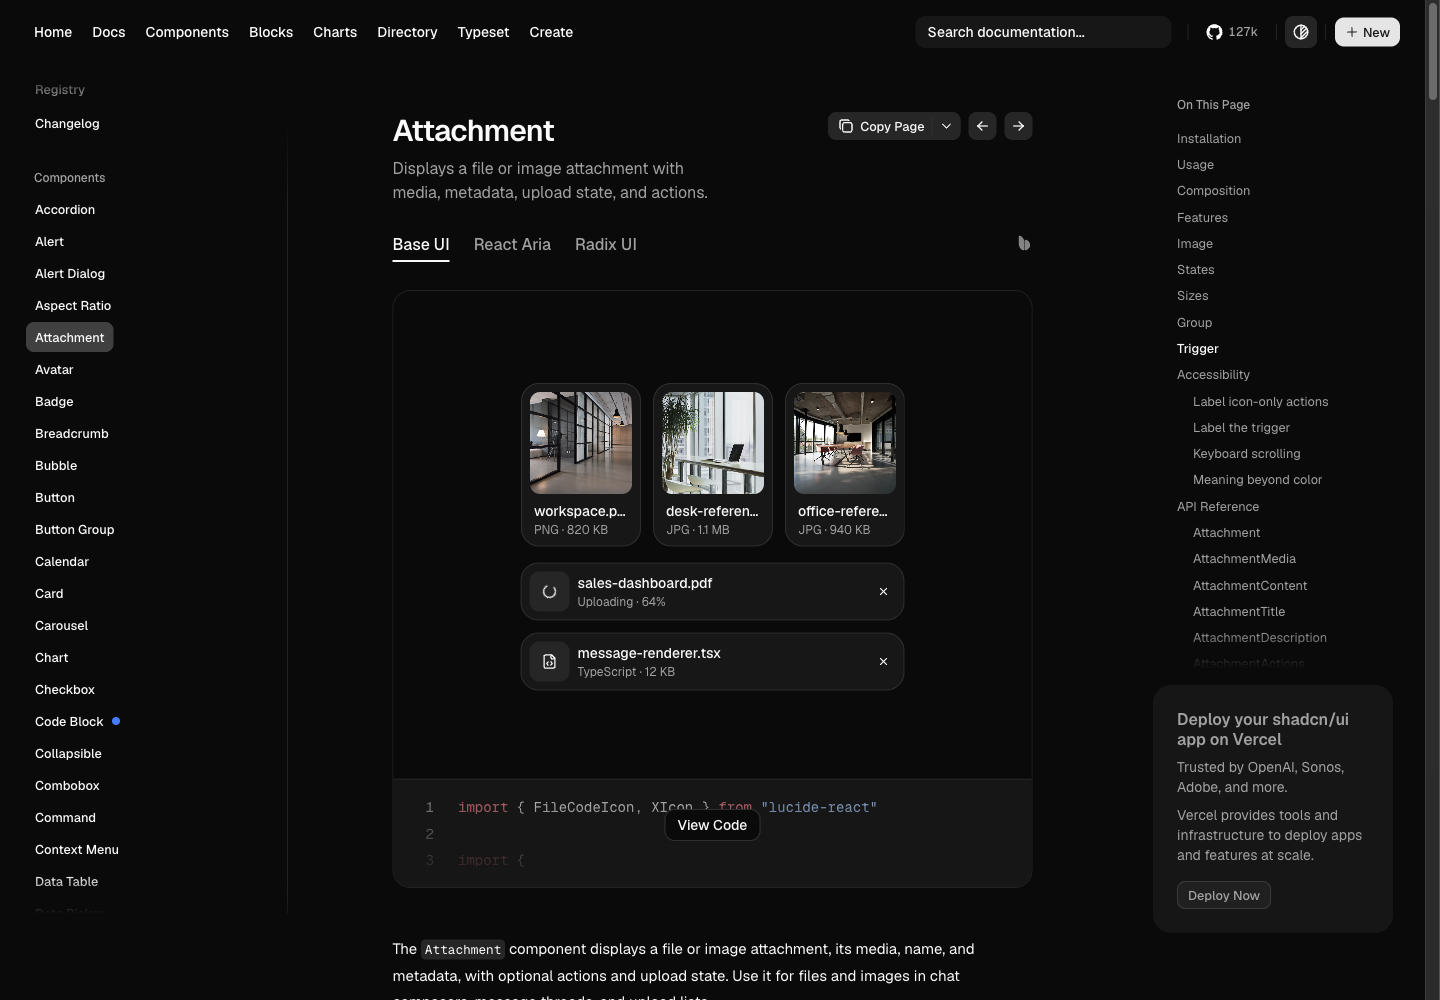 Home Docs Components Blocks Charts Directory Typeset Create
Search documentation...
127k
New
Registry
Changelog
Components
Accordion
Alert
Alert Dialog
Aspect Ratio
Attachment
Avatar
Badge
Breadcrumb
Bubble
Button
Button Group
Calendar
Card
Carousel
Chart
Checkbox
Code Block
Collapsible
Combobox
Command
Context Menu
Data Table
Attachment
Copy Page
Displays a file or image attachment with
media, metadata, upload state, and actions.
Base UI React Aria Radix UI
workspace.p...
PNG · 820 KB
desk-referen...
JPG · 1.1 MB
office-refere...
JPG · 940 KB
sales-dashboard.pdf
Uploading · 64%
message-renderer.tsx
TypeScript · 12 KB
1 import { FileCodeIcon, XIcon } from "lucide-react"
2
View Code
3 import {
The Attachment component displays a file or image attachment, its media, name, and
metadata, with optional actions and upload state. Use it for files and images in chat
composers, message threads, and upload lists.
On This Page
Installation
Usage
Composition
Features
Image
States
Sizes
Group
Trigger
Accessibility
Label icon-only actions
Label the trigger
Keyboard scrolling
Meaning beyond color
API Reference
Attachment
AttachmentMedia
AttachmentContent
AttachmentTitle
AttachmentDescription
AttachmentActions
Deploy your shadcn/ui
app on Vercel
Trusted by OpenAI, Sonos,
Adobe, and more.
Vercel provides tools and
infrastructure to deploy apps
and features at scale.
Deploy Now